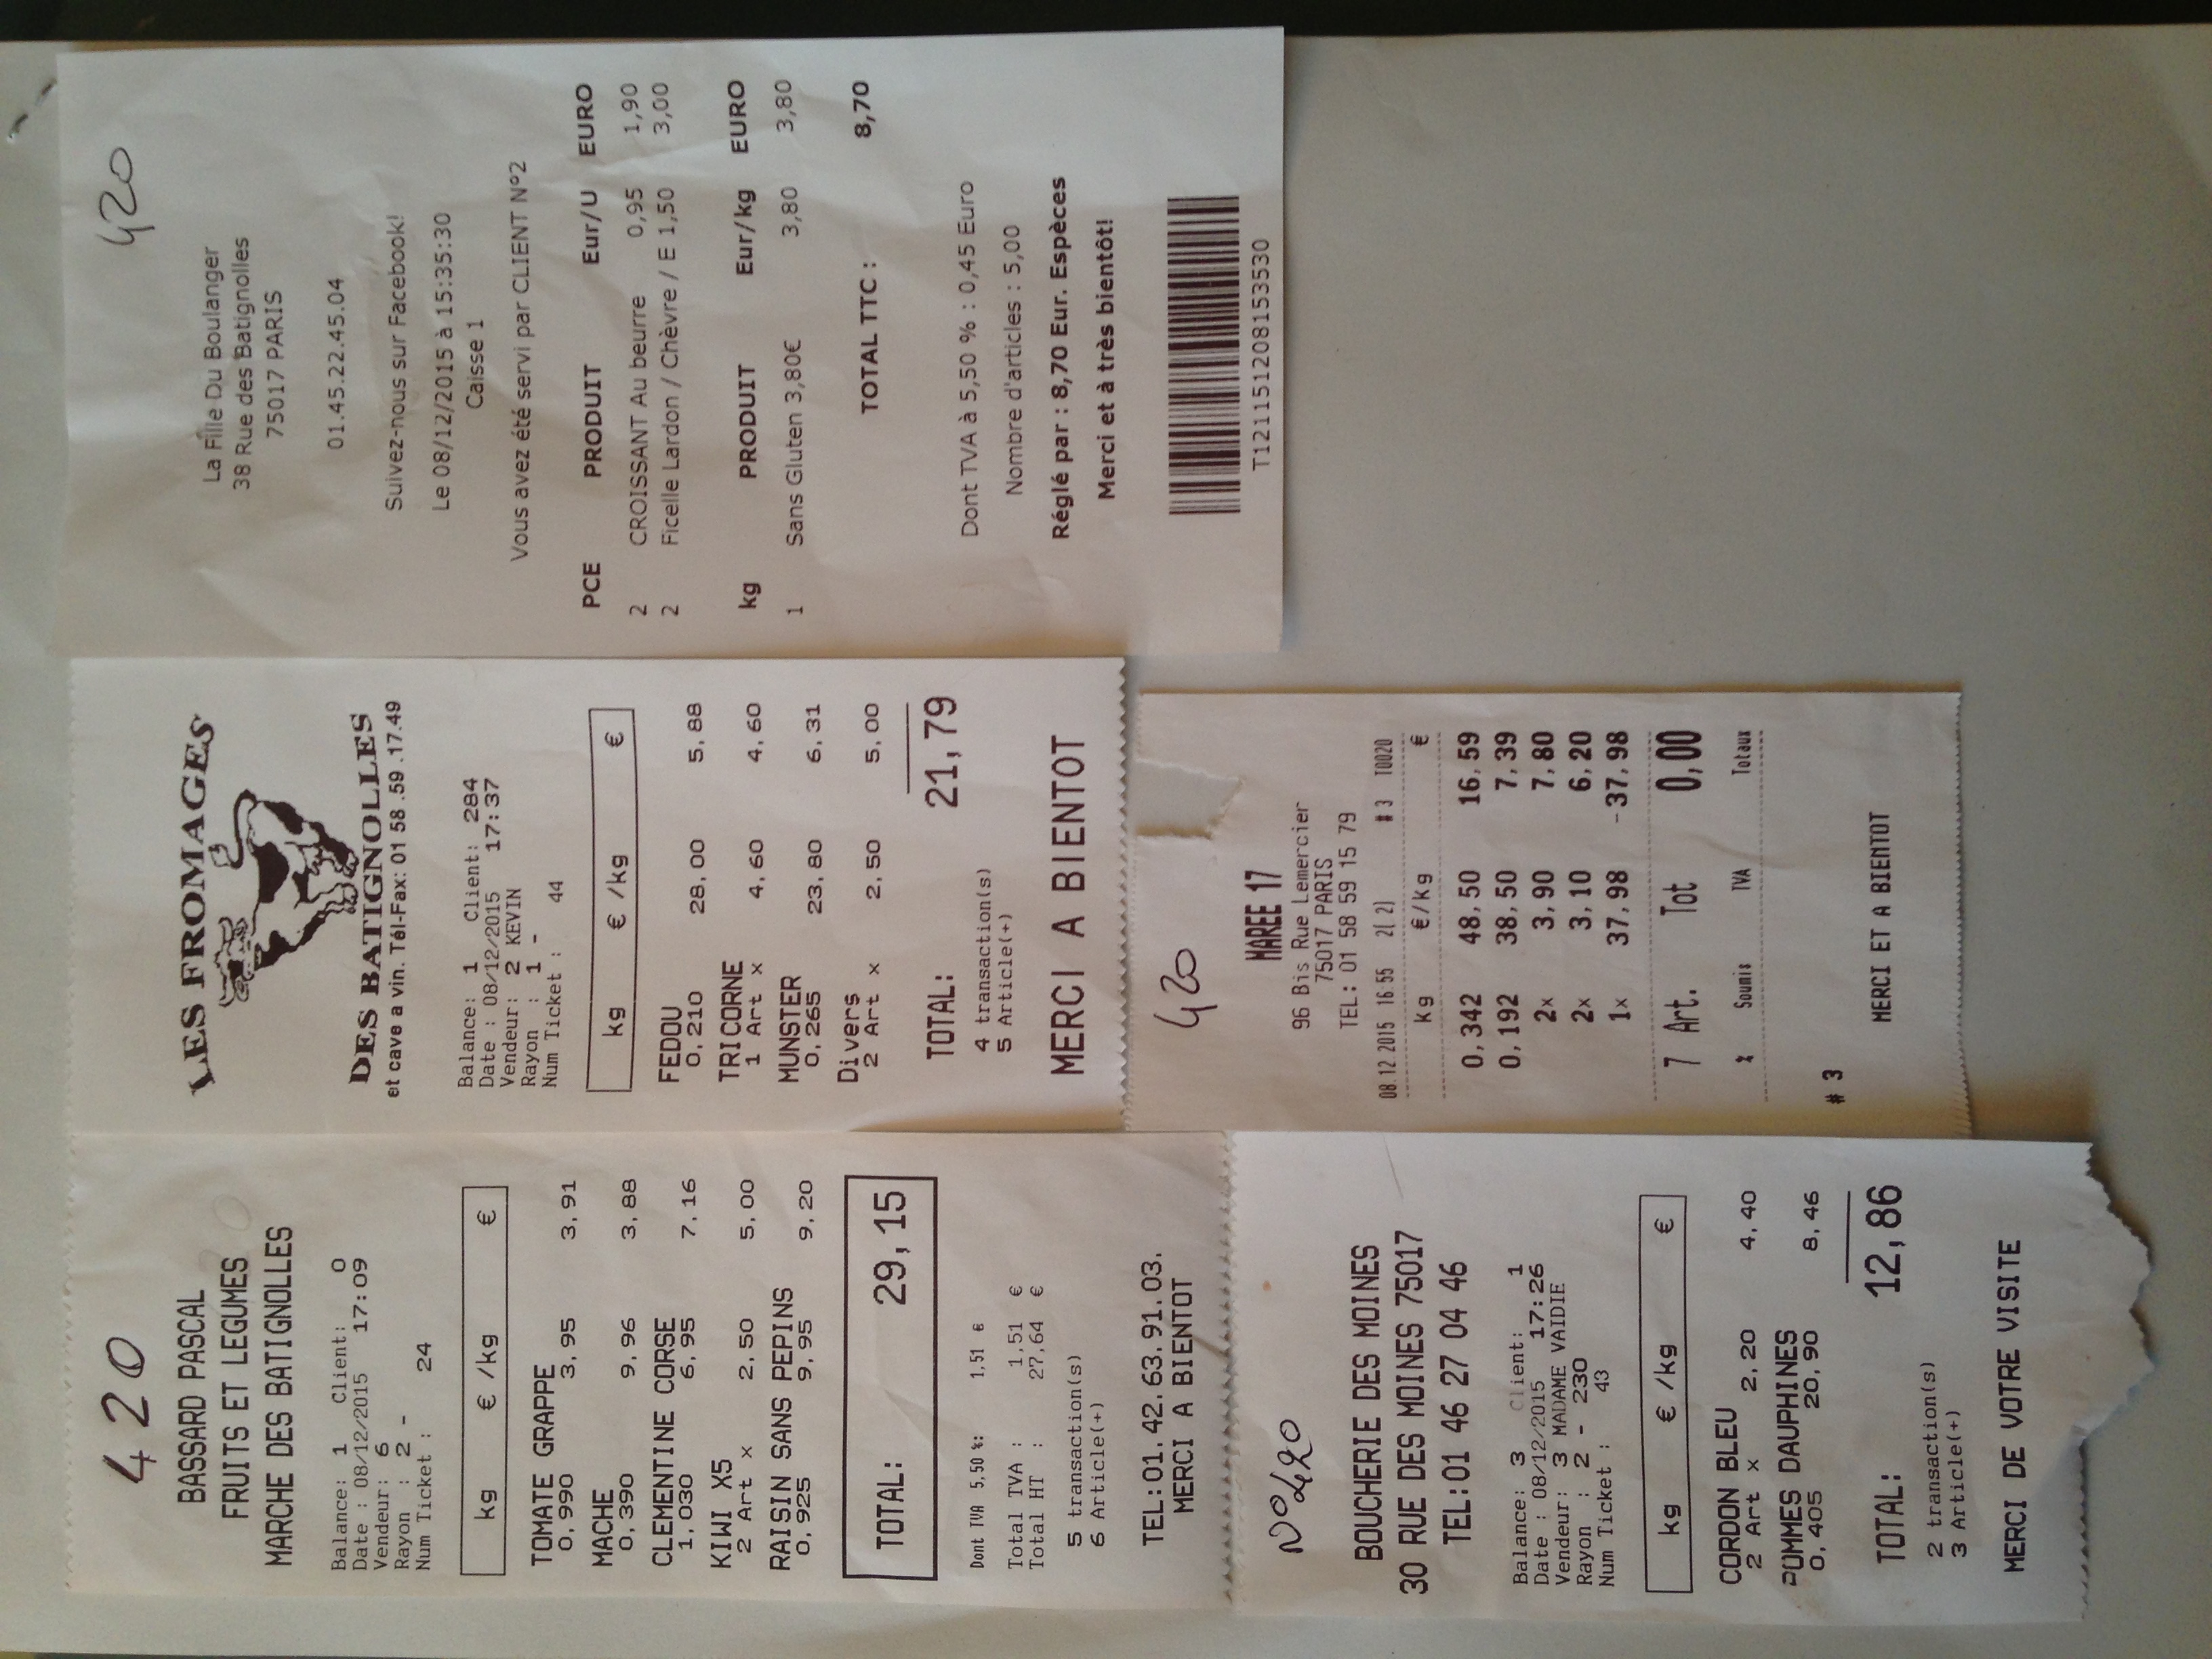 420
BASSARD PASCAL
FRUITS ET LEGUMES
MARCHE DES BATIGNOLLES
Balance: 1 Client: 0
Date : 08/12/2015 17:09
Vendeur: 6
Rayon : 2 -
Num Ticket : 24
kg € /kg €
TOMATE GRAPPE
0,990 3,95 3,91
MACHE
0,390 9,96 3,88
CLEMENTINE CORSE
1,030 6,95 7,16
KIWI X5
2 Art x 2,50 5,00
RAISIN SANS PEPINS
0,925 9,95 9,20
TOTAL: 29,15
Dont TVA 5,50 %: 1,51 €
Total TVA : 1,51 €
Total HT : 27,64 €
5 transaction(s)
6 Article(+)
TEL:01.42.63.91.03.
MERCI A BIENTOT
LES FROMAGES
DES BATIGNOLLES
et cave a vin. Tél-Fax: 01 58 .59 .17.49
Balance: 1 Client: 284
Date : 08/12/2015 17:37
Vendeur: 2 KEVIN
Rayon : 1 -
Num Ticket : 44
kg € /kg €
FEDOU
0,210 28,00 5,88
TRICORNE
1 Art x 4,60 4,60
MUNSTER
0,265 23,80 6,31
Divers
2 Art x 2,50 5,00
TOTAL: 21,79
4 transaction(s)
5 Article(+)
MERCI A BIENTOT
420
La Fille Du Boulanger
38 Rue des Batignolles
75017 PARIS
01.45.22.45.04
Suivez-nous sur Facebook!
Le 08/12/2015 à 15:35:30
Caisse 1
Vous avez été servi par CLIENT N°2
PCE PRODUIT Eur/U EURO
2 CROISSANT Au beurre 0,95 1,90
2 Ficelle Lardon / Chèvre / E 1,50 3,00
kg PRODUIT Eur/kg EURO
1 Sans Gluten 3,80€ 3,80 3,80
TOTAL TTC : 8,70
Dont TVA à 5,50 % : 0,45 Euro
Nombre d'articles : 5,00
Réglé par : 8,70 Eur. Espèces
Merci et à très bientôt!
T121151208153530
N°420
BOUCHERIE DES MOINES
30 RUE DES MOINES 75017
TEL:01 46 27 04 46
Balance: 3 Client: 1
Date : 08/12/2015 17:26
Vendeur: 3 MADAME VAIDIE
Rayon : 2 - 230
Num Ticket : 43
kg € /kg €
CORDON BLEU
2 Art x 2,20 4,40
POMMES DAUPHINES
0,405 20,90 8,46
TOTAL: 12,86
2 transaction(s)
3 Article(+)
MERCI DE VOTRE VISITE
420
MAREE 17
96 Bis Rue Lemercier
75017 PARIS
TEL: 01 58 59 15 79
08.12.2015 16:55 2( 2) # 3 T0020
kg €/kg €
0,342 48,50 16,59
0,192 38,50 7,39
2x 3,90 7,80
2x 3,10 6,20
1x 37,98 -37,98
7 Art. Tot 0,00
% Soumis TVA Totaux
# 3
MERCI ET A BIENTOT